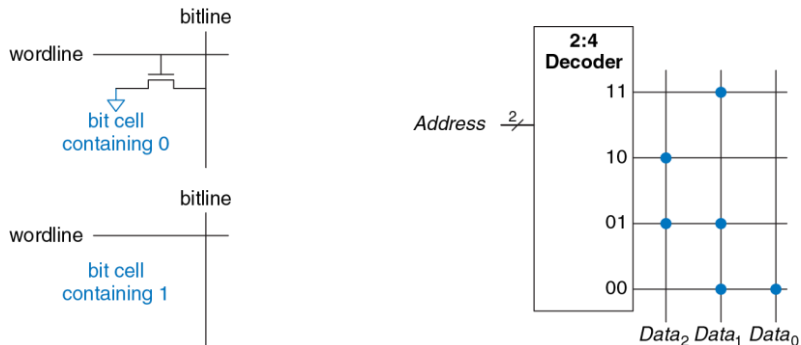 bitline
wordline
bit cell
containing 0
bitline
wordline
bit cell
containing 1
2:4
Decoder
11
Address 2
10
01
00
Data₂ Data₁ Data₀